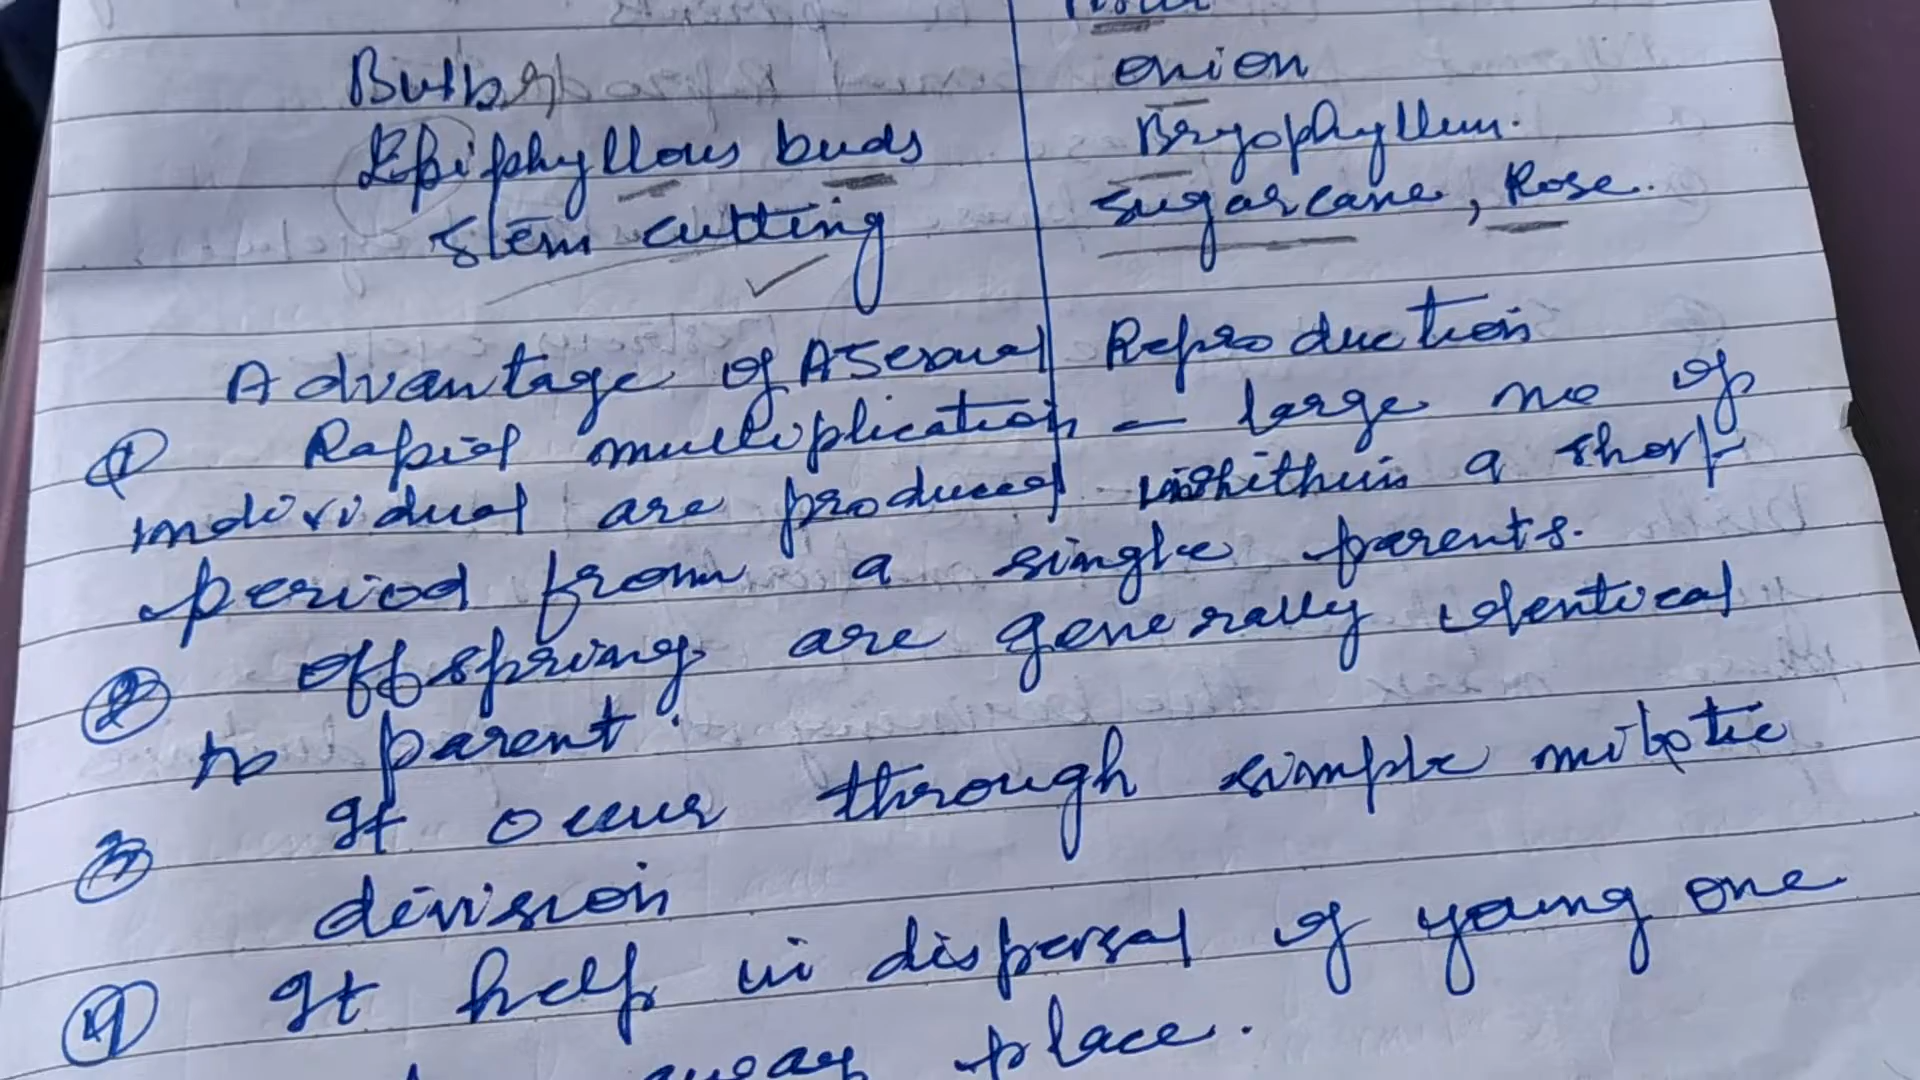 Bulbs onion
Epiphyllous buds Bryophyllum.
Stem cutting sugarcane, Rose.
Advantage of Asexual Reproduction
① Rapid multiplication - large no of
individual are produced within a short
period from a single parents.
② offspring are generally identical
to parent.
③ It occur through simple mitotic
division
④ It help in dispersal of young one
away place.